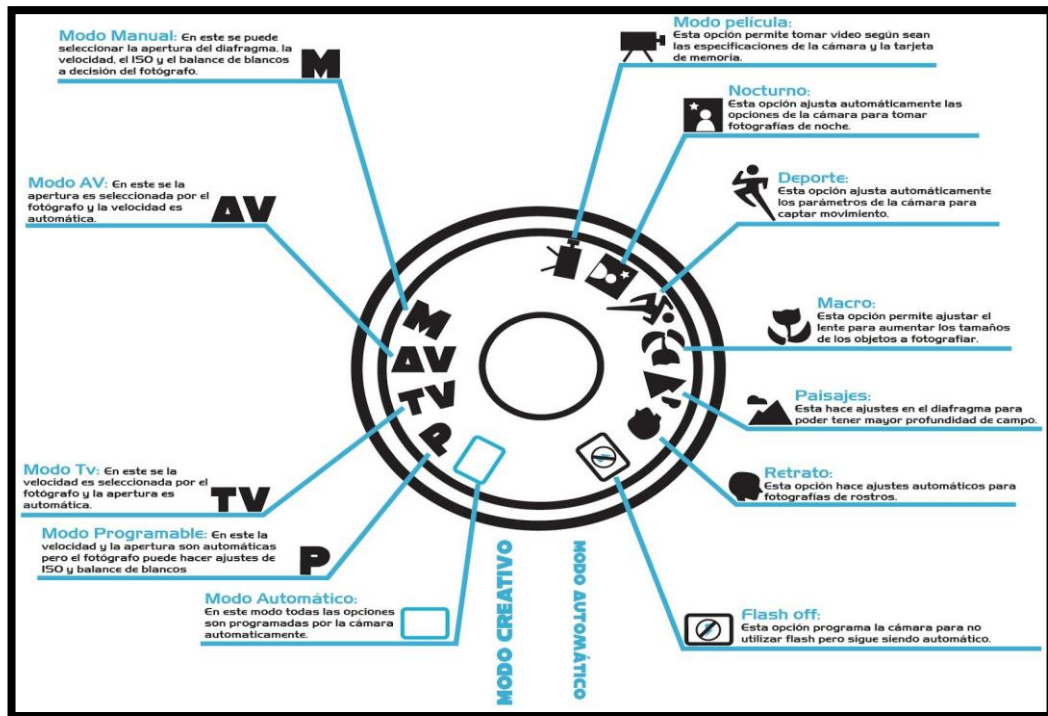 Modo Manual: En este se puede
seleccionar la apertura del diafragma, la
velocidad, el ISO y el balance de blancos
a decisión del fotógrafo.
M
Modo AV: En este se la
apertura es seleccionada por el
fotógrafo y la velocidad es
automática.
AV
Modo Tv: En este se la
velocidad es seleccionada por el
fotógrafo y la apertura es
automática.
TV
Modo Programable: En este la
velocidad y la apertura son automáticas
pero el fotógrafo puede hacer ajustes de
ISO y balance de blancos
P
Modo Automático:
En este modo todas las opciones
son programadas por la cámara
automaticamente.
M
AV
TV
P
MODO CREATIVO
MODO AUTOMÁTICO
Modo película:
Esta opción permite tomar video según sean
las especificaciones de la cámara y la tarjeta
de memoria.
Nocturno:
Esta opción ajusta automáticamente las
opciones de la cámara para tomar
fotografías de noche.
Deporte:
Esta opción ajusta automáticamente
los parámetros de la cámara para
captar movimiento.
Macro:
Esta opción permite ajustar el
lente para aumentar los tamaños
de los objetos a fotografiar.
Paisajes:
Esta hace ajustes en el diafragma para
poder tener mayor profundidad de campo.
Retrato:
Esta opción hace ajustes automáticos para
fotografías de rostros.
Flash off:
Esta opción programa la cámara para no
utilizar flash pero sigue siendo automático.